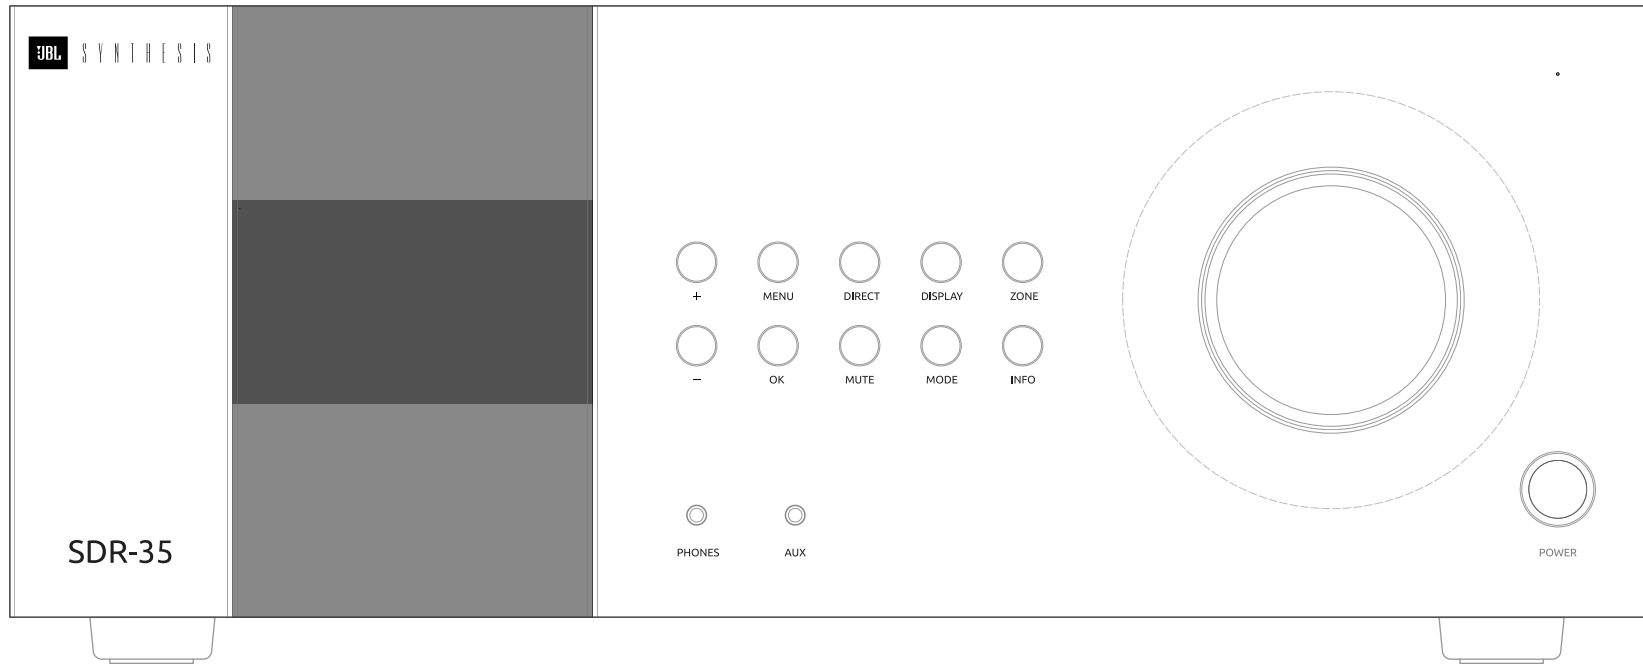 JBL SYNTHESIS
+ MENU DIRECT DISPLAY ZONE
− OK MUTE MODE INFO
SDR-35
PHONES AUX POWER